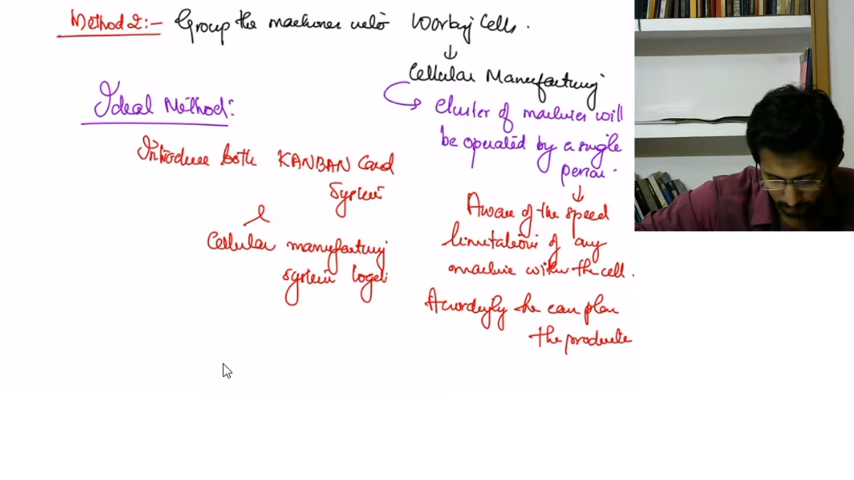 Method 2:- Group the machines into working cells.
↓
Cellular Manufacturing
Ideal Method:
→ cluster of machines will
be operated by a single
person.
↓
Introduce both KANBAN Card
System
&
Cellular manufacturing
system
Aware of the speed
limitations of any
machine within the cell.
Accordingly he can plan
the